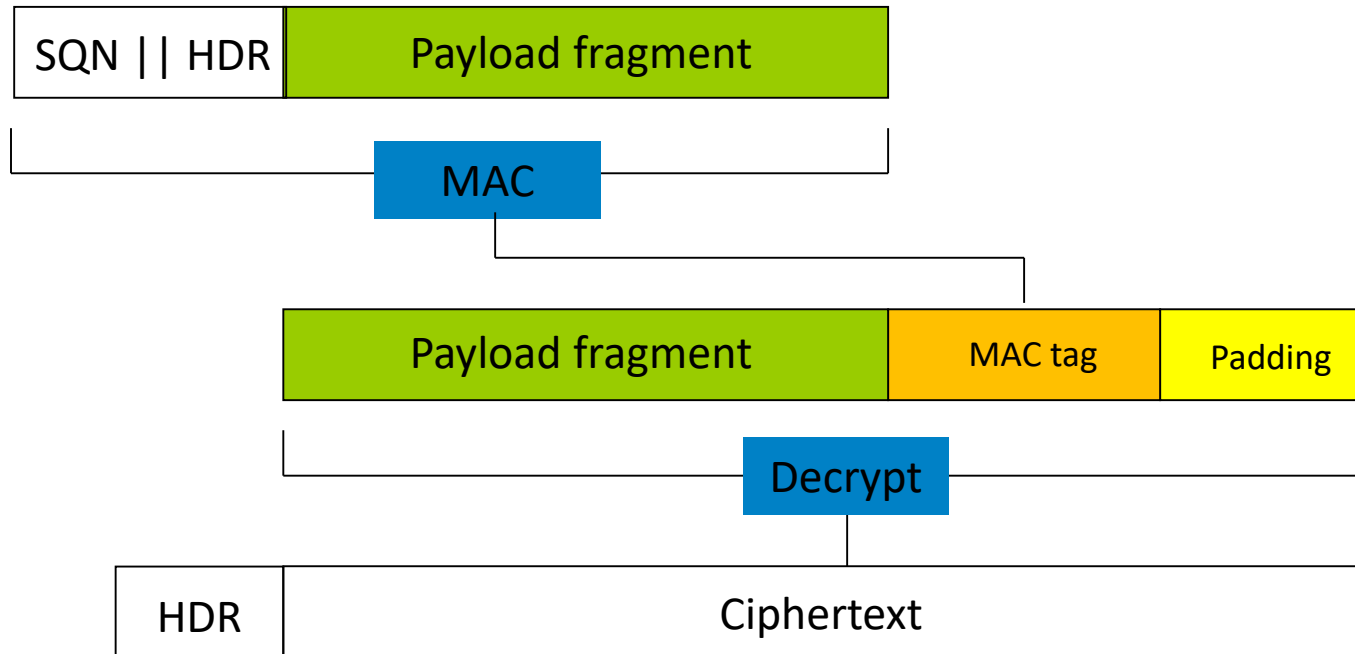 SQN || HDR
Payload fragment
MAC
Payload fragment
MAC tag
Padding
Decrypt
HDR
Ciphertext